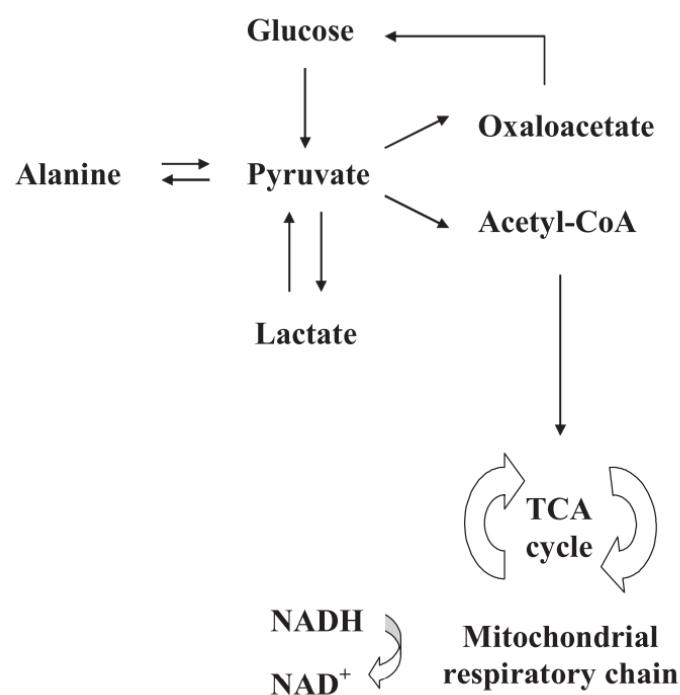 Glucose
Oxaloacetate
Alanine
Pyruvate
Acetyl-CoA
Lactate
TCA
cycle
NADH
NAD⁺
Mitochondrial
respiratory chain